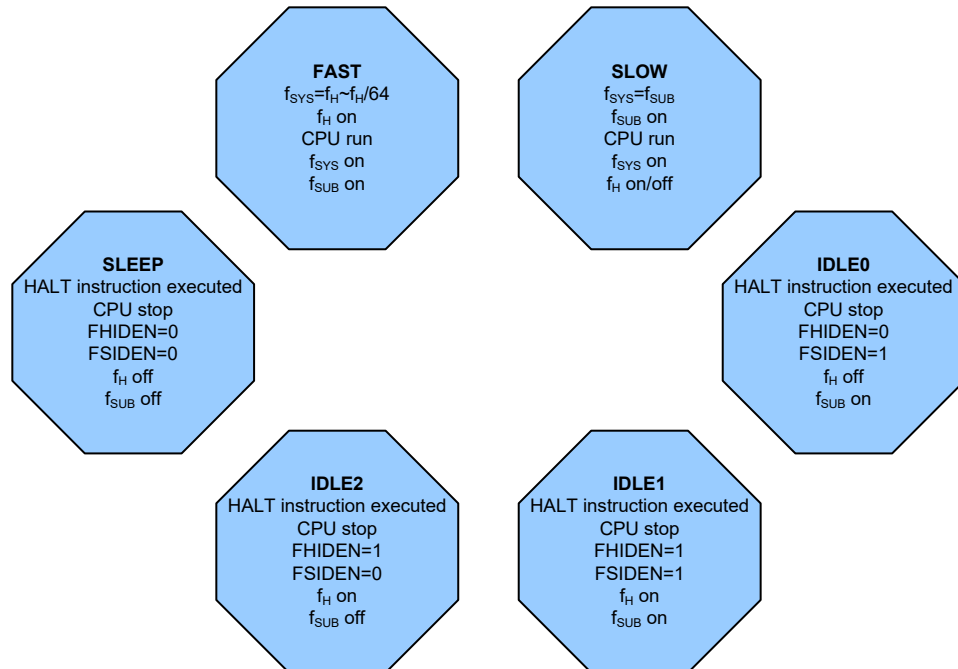 FAST
fSYS=fH~fH/64
fH on
CPU run
fSYS on
fSUB on
SLOW
fSYS=fSUB
fSUB on
CPU run
fSYS on
fH on/off
SLEEP
HALT instruction executed
CPU stop
FHIDEN=0
FSIDEN=0
fH off
fSUB off
IDLE0
HALT instruction executed
CPU stop
FHIDEN=0
FSIDEN=1
fH off
fSUB on
IDLE2
HALT instruction executed
CPU stop
FHIDEN=1
FSIDEN=0
fH on
fSUB off
IDLE1
HALT instruction executed
CPU stop
FHIDEN=1
FSIDEN=1
fH on
fSUB on